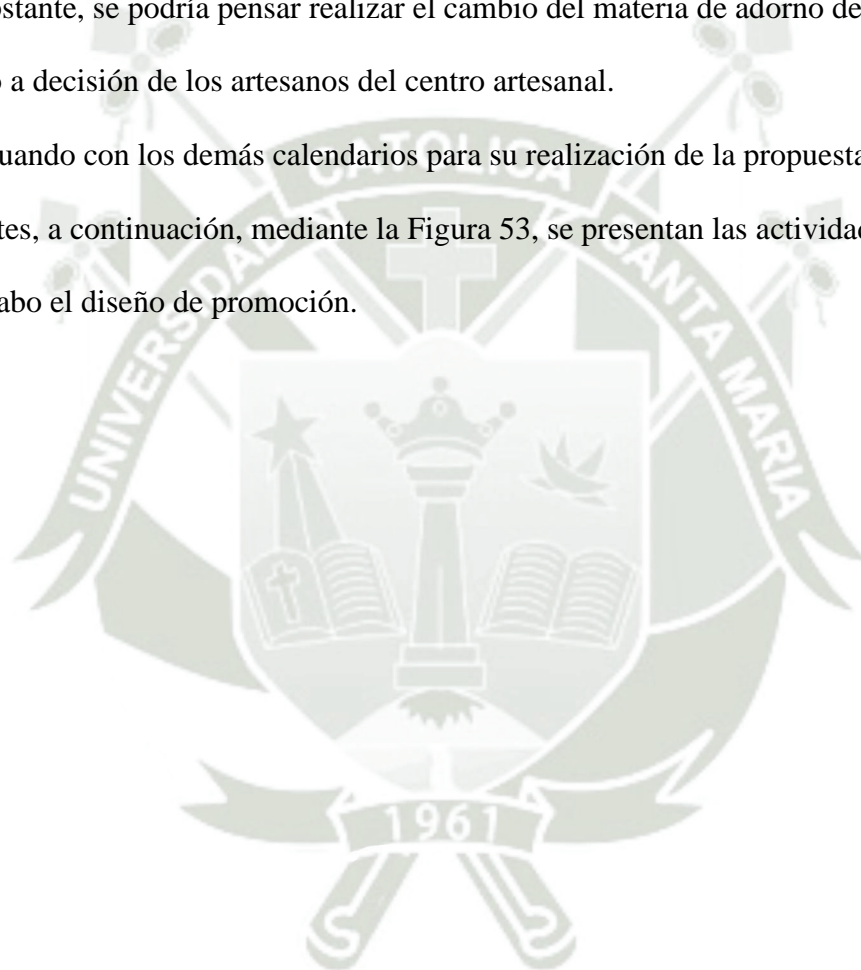 ostante, se podría pensar realizar el cambio del materia de adorno de
o a decisión de los artesanos del centro artesanal.
uando con los demás calendarios para su realización de la propuesta
tes, a continuación, mediante la Figura 53, se presentan las actividad
abo el diseño de promoción.
UNIVERSIDAD CATOLICA SANTA MARIA
1961